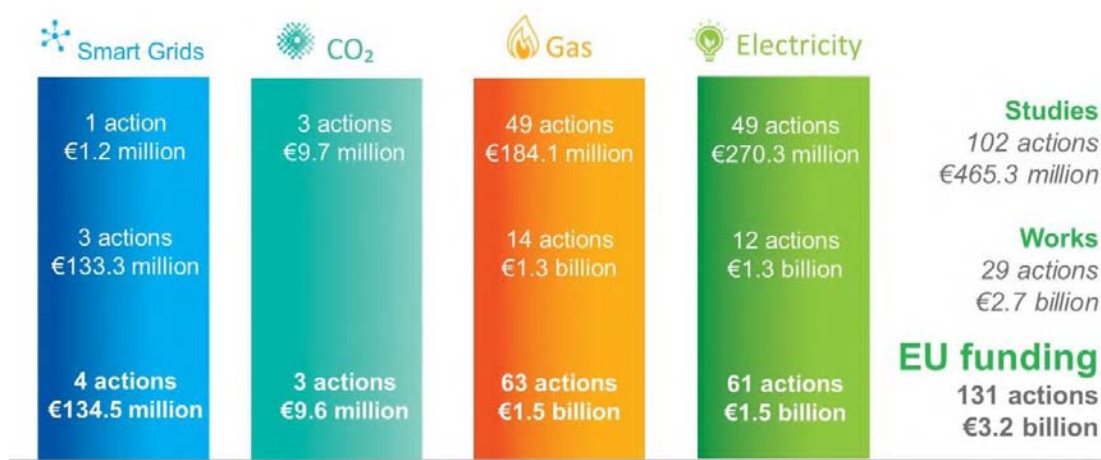 Smart Grids
CO₂
Gas
Electricity
1 action
€1.2 million
3 actions
€9.7 million
49 actions
€184.1 million
49 actions
€270.3 million
Studies
102 actions
€465.3 million
3 actions
€133.3 million
14 actions
€1.3 billion
12 actions
€1.3 billion
Works
29 actions
€2.7 billion
4 actions
€134.5 million
3 actions
€9.6 million
63 actions
€1.5 billion
61 actions
€1.5 billion
EU funding
131 actions
€3.2 billion